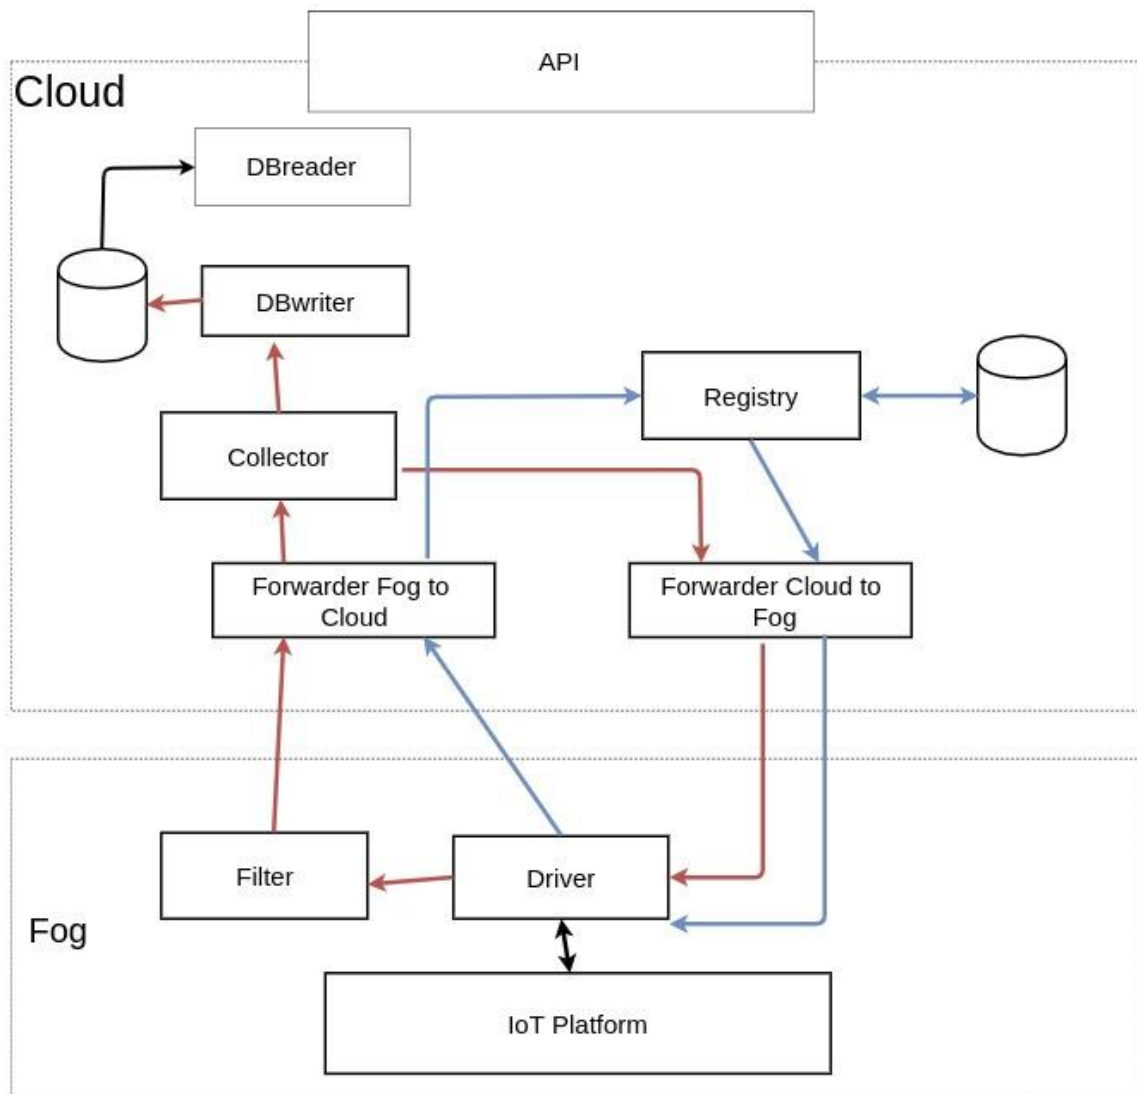 API
Cloud
DBreader
DBwriter
Registry
Collector
Forwarder Fog to
Cloud
Forwarder Cloud to
Fog
Filter
Driver
Fog
IoT Platform